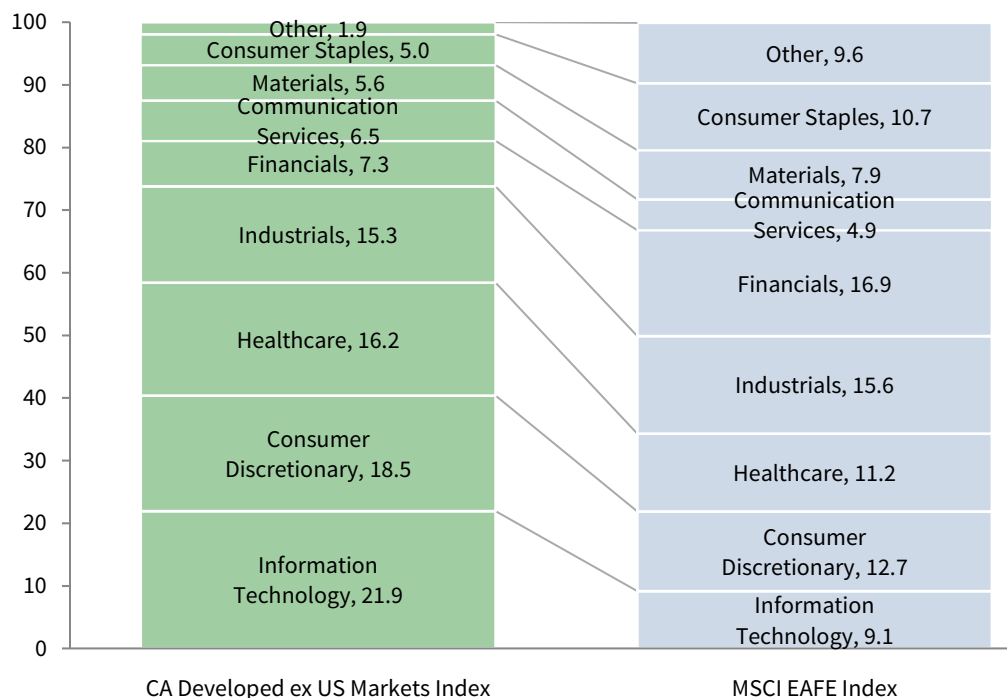 100
90
80
70
60
50
40
30
20
10
0
Other, 1.9
Consumer Staples, 5.0
Materials, 5.6
Communication
Services, 6.5
Financials, 7.3
Industrials, 15.3
Healthcare, 16.2
Consumer
Discretionary, 18.5
Information
Technology, 21.9
Other, 9.6
Consumer Staples, 10.7
Materials, 7.9
Communication
Services, 4.9
Financials, 16.9
Industrials, 15.6
Healthcare, 11.2
Consumer
Discretionary, 12.7
Information
Technology, 9.1
CA Developed ex US Markets Index
MSCI EAFE Index